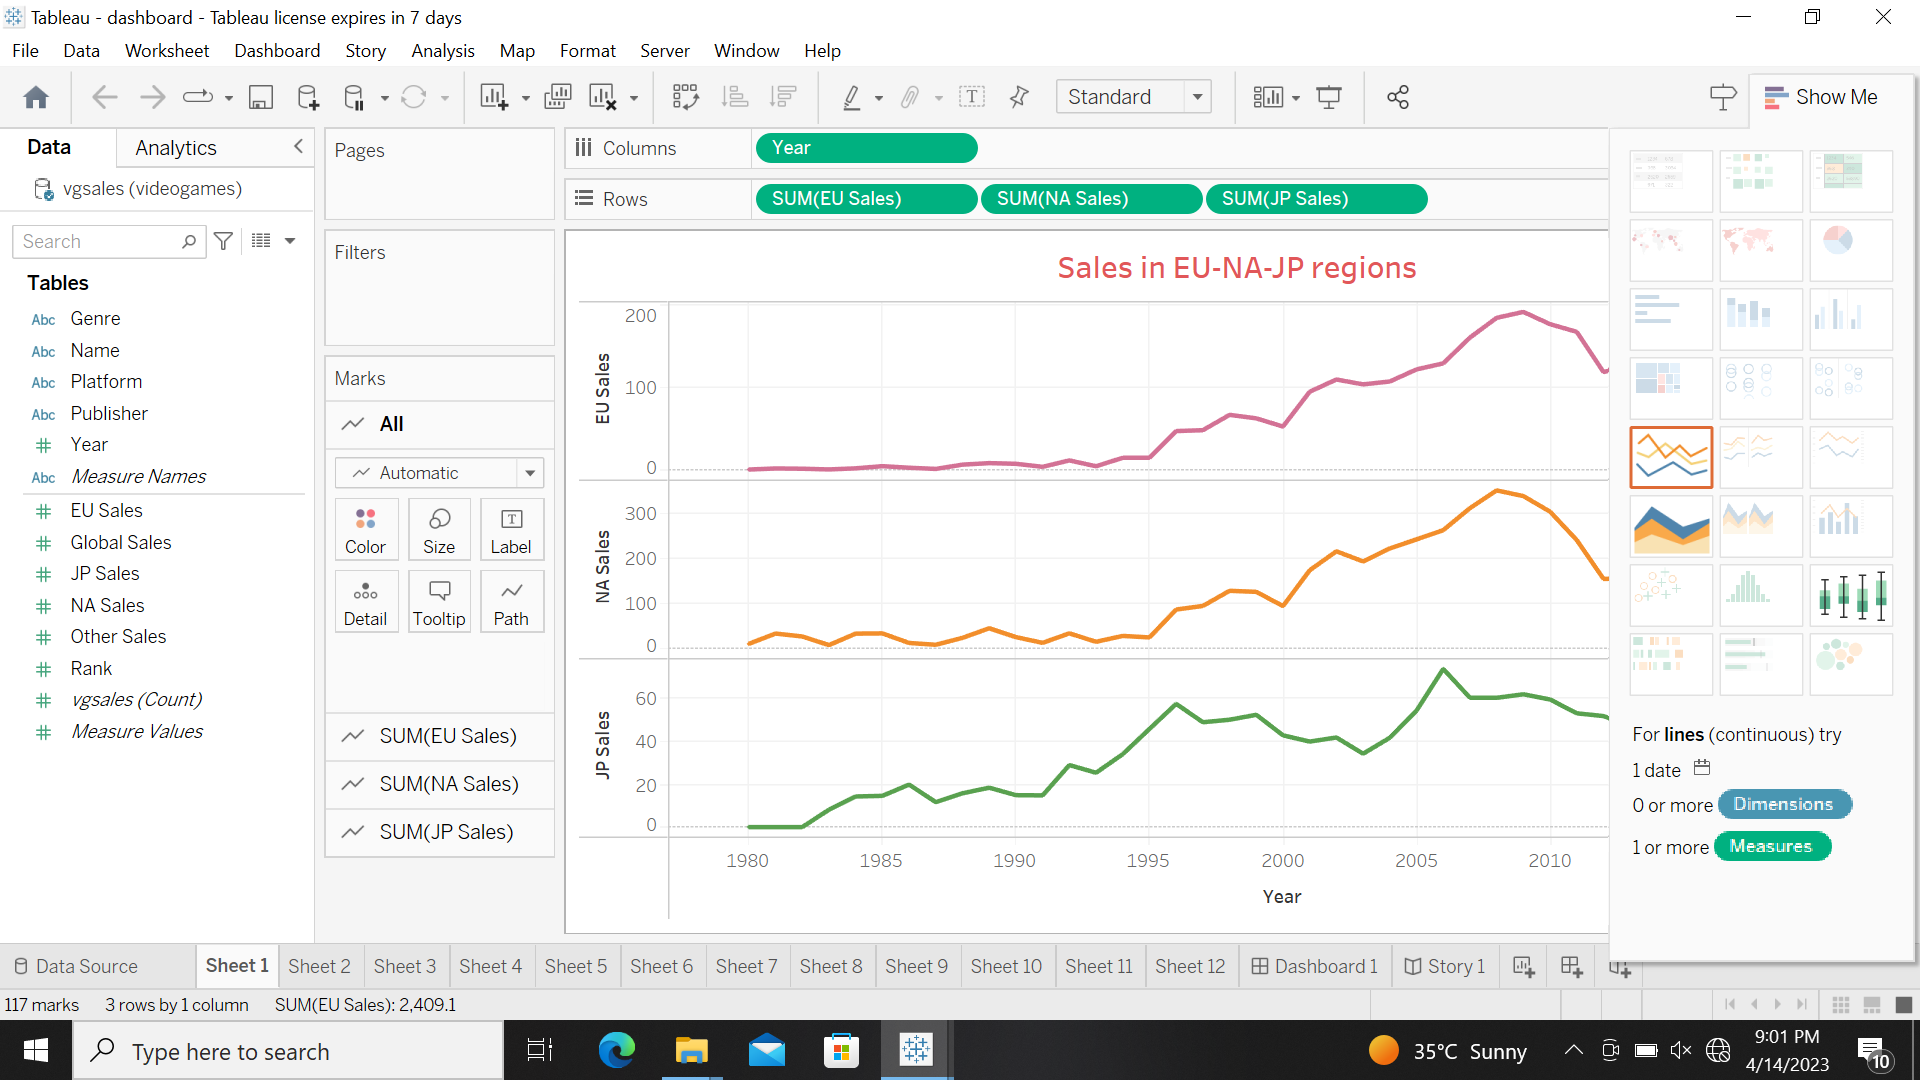 Tableau - dashboard - Tableau license expires in 7 days
File Data Worksheet Dashboard Story Analysis Map Format Server Window Help
Standard
Show Me
Data
Analytics
vgsales (videogames)
Search
Tables
Abc Genre
Abc Name
Abc Platform
Abc Publisher
Year
Abc Measure Names
EU Sales
Global Sales
JP Sales
NA Sales
Other Sales
Rank
vgsales (Count)
Measure Values
Pages
Filters
Marks
All
Automatic
Color Size Label
Detail Tooltip Path
SUM(EU Sales)
SUM(NA Sales)
SUM(JP Sales)
Columns Year
Rows SUM(EU Sales) SUM(NA Sales) SUM(JP Sales)
Sales in EU-NA-JP regions
EU Sales
200
100
0
NA Sales
300
200
100
0
JP Sales
60
40
20
0
1980 1985 1990 1995 2000 2005 2010
Year
For lines (continuous) try
1 date
0 or more Dimensions
1 or more Measures
Data Source Sheet 1 Sheet 2 Sheet 3 Sheet 4 Sheet 5 Sheet 6 Sheet 7 Sheet 8 Sheet 9 Sheet 10 Sheet 11 Sheet 12 Dashboard 1 Story 1
117 marks 3 rows by 1 column SUM(EU Sales): 2,409.1
Type here to search
35°C Sunny
9:01 PM
4/14/2023
10